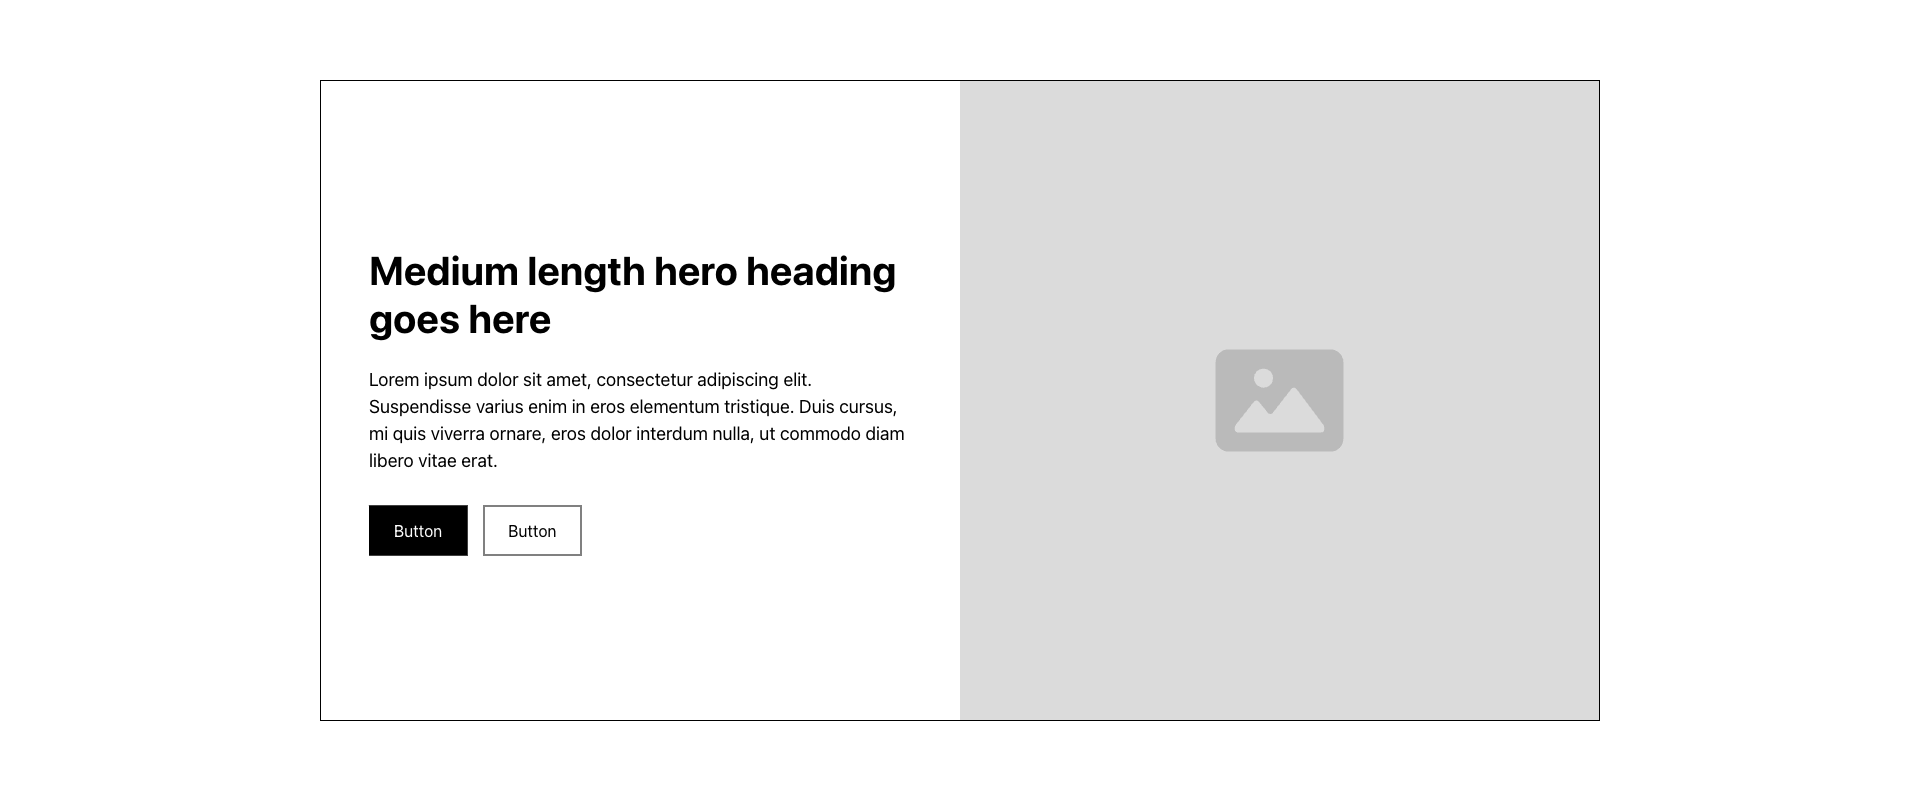 Medium length hero heading
goes here
Lorem ipsum dolor sit amet, consectetur adipiscing elit.
Suspendisse varius enim in eros elementum tristique. Duis cursus,
mi quis viverra ornare, eros dolor interdum nulla, ut commodo diam
libero vitae erat.
Button
Button